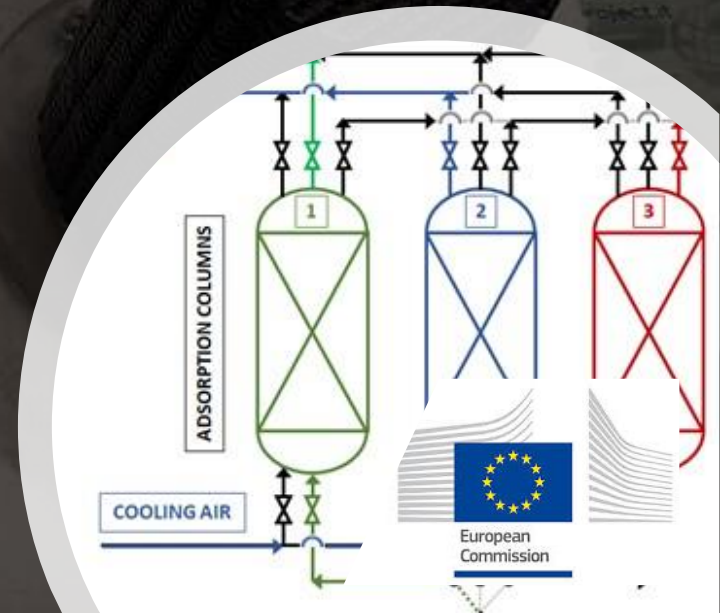 1
2
3
ADSORPTION COLUMNS
COOLING AIR
European
Commission